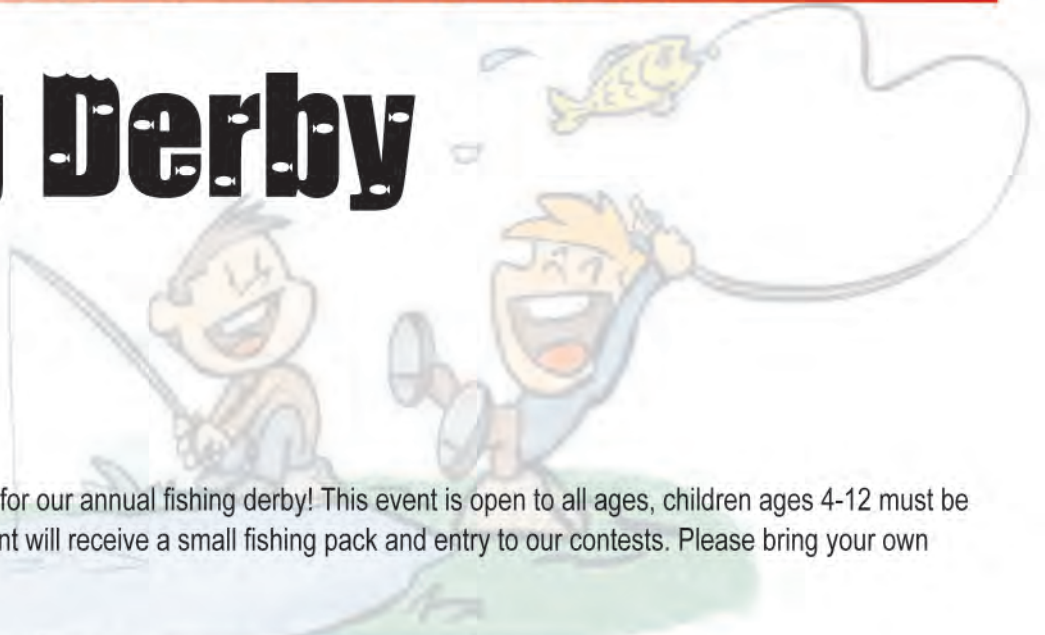 Derby
for our annual fishing derby! This event is open to all ages, children ages 4-12 must be
will receive a small fishing pack and entry to our contests. Please bring your own